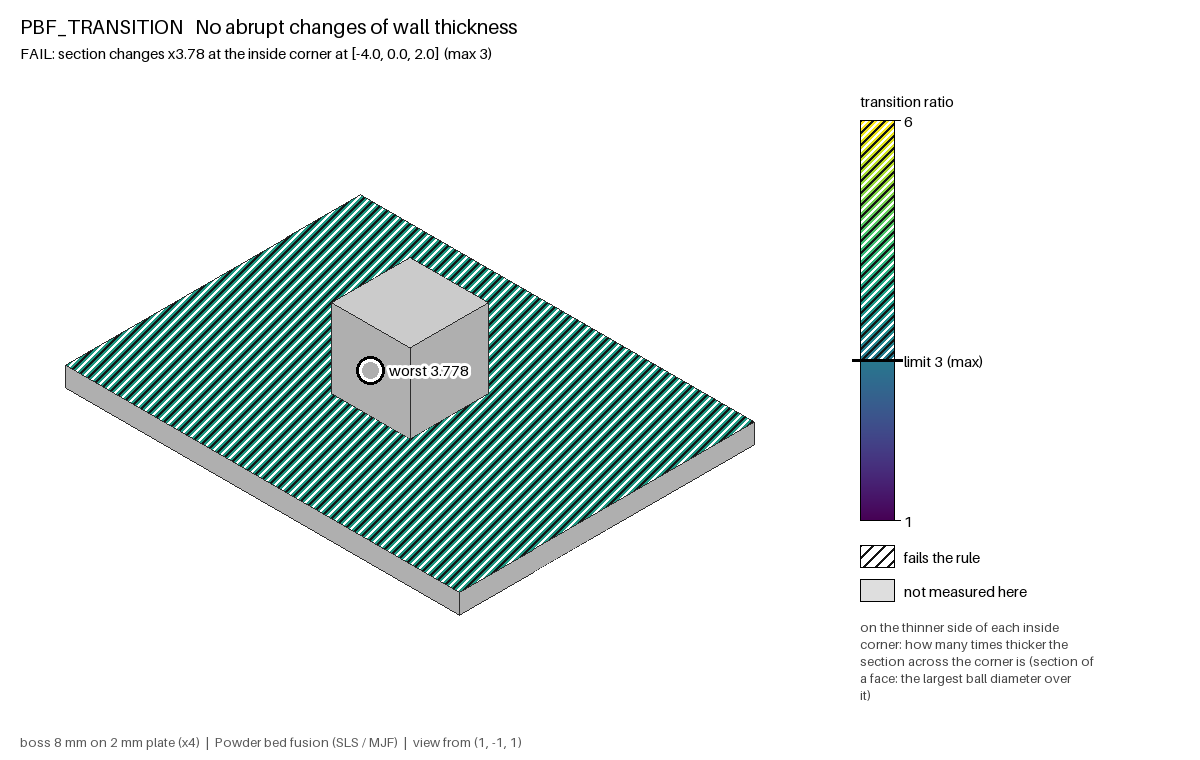 PBF_TRANSITION No abrupt changes of wall thickness
FAIL: section changes x3.78 at the inside corner at [-4.0, 0.0, 2.0] (max 3)
transition ratio
6
limit 3 (max)
1
worst 3.778
fails the rule
not measured here
on the thinner side of each inside
corner: how many times thicker the
section across the corner is (section of
a face: the largest ball diameter over
it)
boss 8 mm on 2 mm plate (x4) | Powder bed fusion (SLS / MJF) | view from (1, -1, 1)